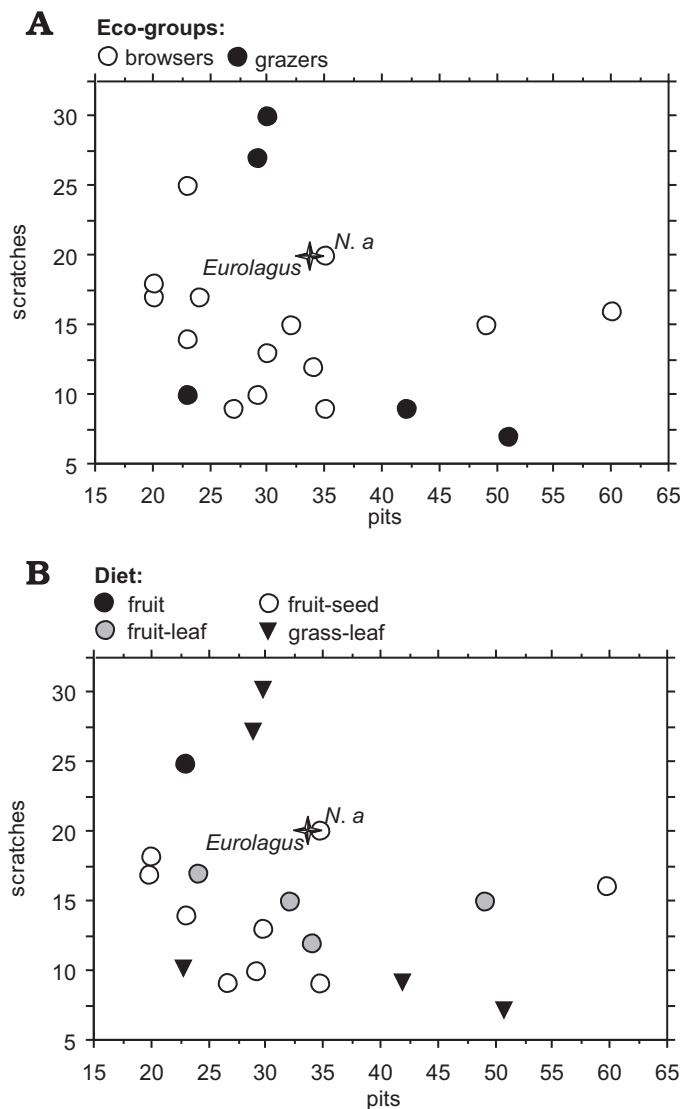 A Eco-groups:
browsers grazers
30
25
20
15
10
5
scratches
N. a
Eurolagus
15 20 25 30 35 40 45 50 55 60 65
pits
B Diet:
fruit fruit-seed
fruit-leaf grass-leaf
30
25
20
15
10
5
scratches
N. a
Eurolagus
15 20 25 30 35 40 45 50 55 60 65
pits